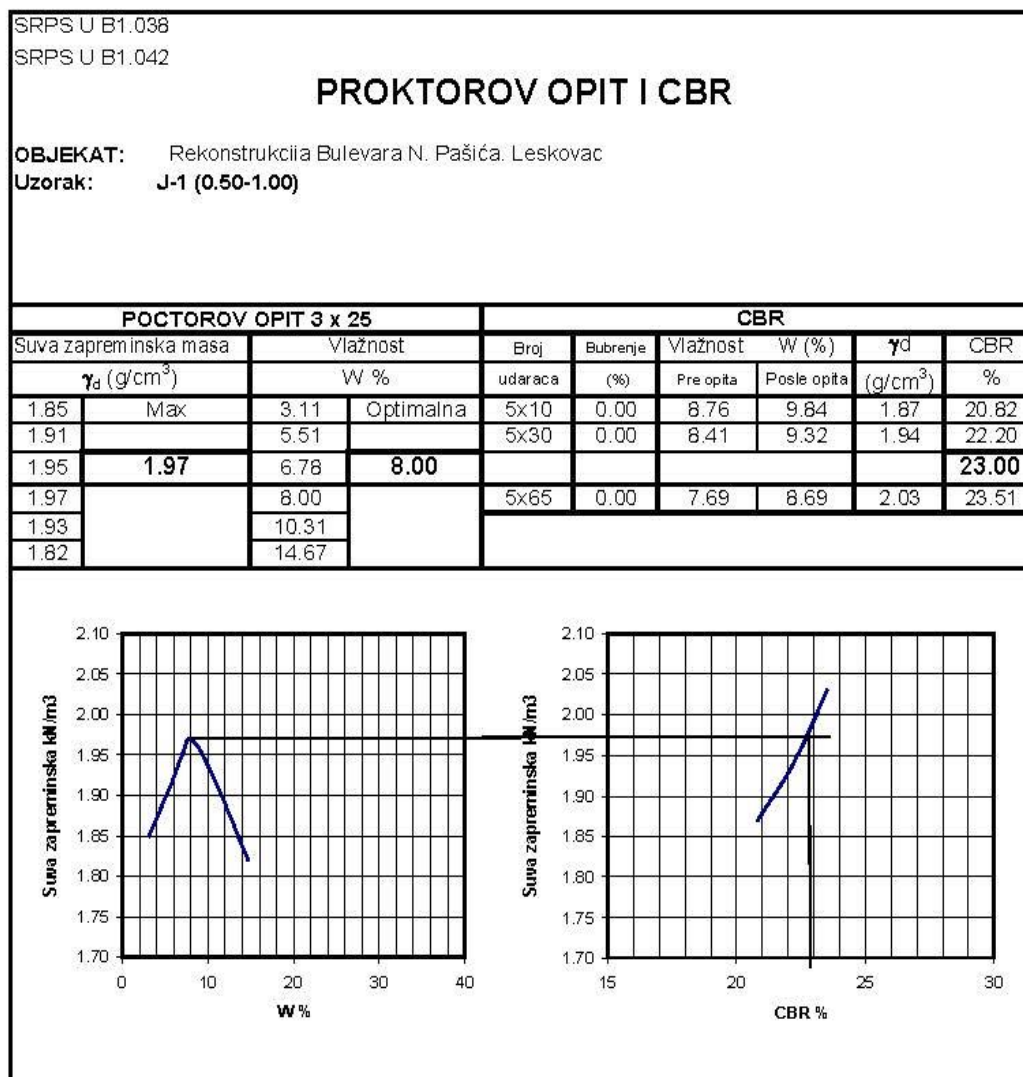 SRPS U B1.038
SRPS U B1.042
PROKTOROV OPIT I CBR
OBJEKAT: Rekonstrukciia Bulevara N. Pašića. Leskovac
Uzorak: J-1 (0.50-1.00)
POCTOROV OPIT 3 x 25 CBR
Suva zapreminska masa Vlažnost Broj Bubrenje Vlažnost W (%) γd CBR
γd (g/cm³) W % udaraca (%) Pre opita Posle opita (g/cm³) %
1.85 Max 3.11 Optimalna 5x10 0.00 8.76 9.84 1.87 20.82
1.91 5.51 5x30 0.00 8.41 9.32 1.94 22.20
1.95 1.97 6.78 8.00 23.00
1.97 8.00 5x65 0.00 7.69 8.69 2.03 23.51
1.93 10.31
1.82 14.67
Suva zapreminska kN/m3
2.10
2.05
2.00
1.95
1.90
1.85
1.80
1.75
1.70
0 10 20 30 40
W %
Suva zapreminska kN/m3
2.10
2.05
2.00
1.95
1.90
1.85
1.80
1.75
1.70
15 20 25 30
CBR %